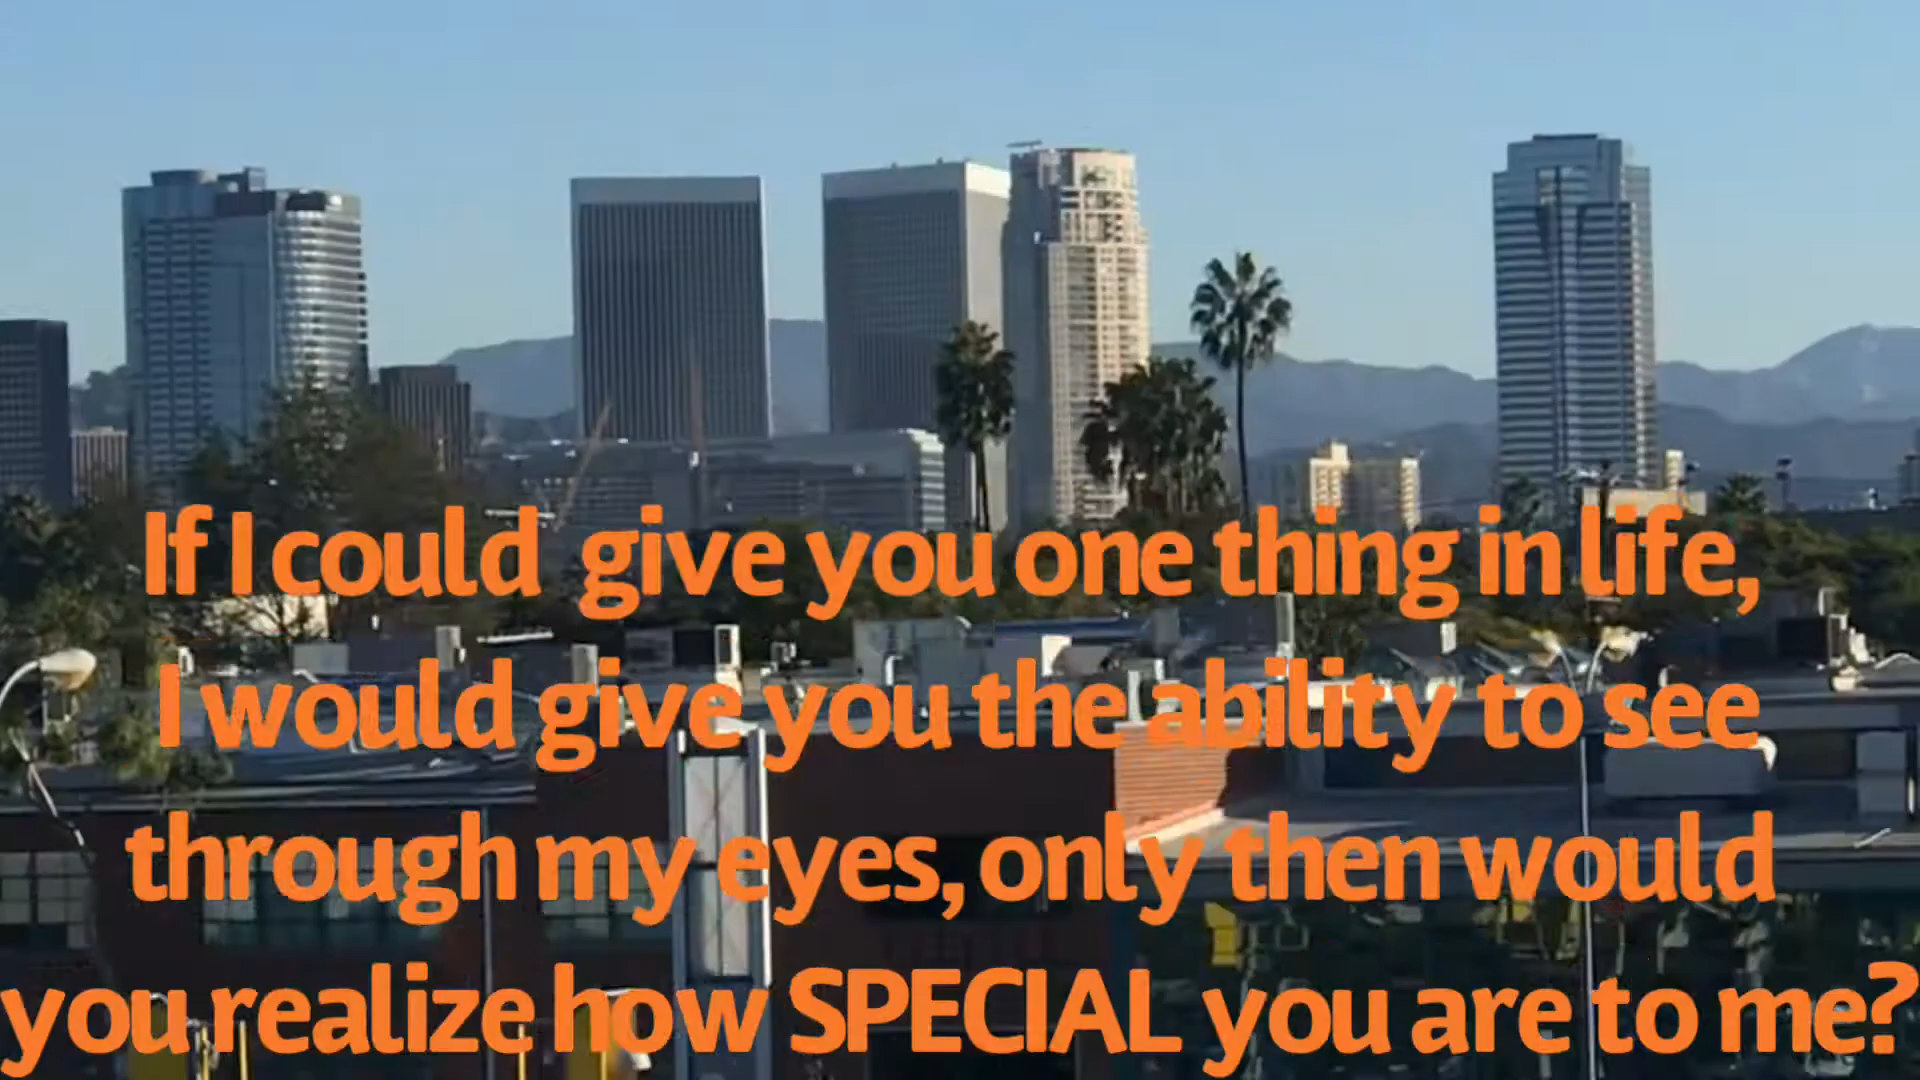 If I could give you one thing in life,
I would give you the ability to see
through my eyes, only then would
you realize how SPECIAL you are to me?